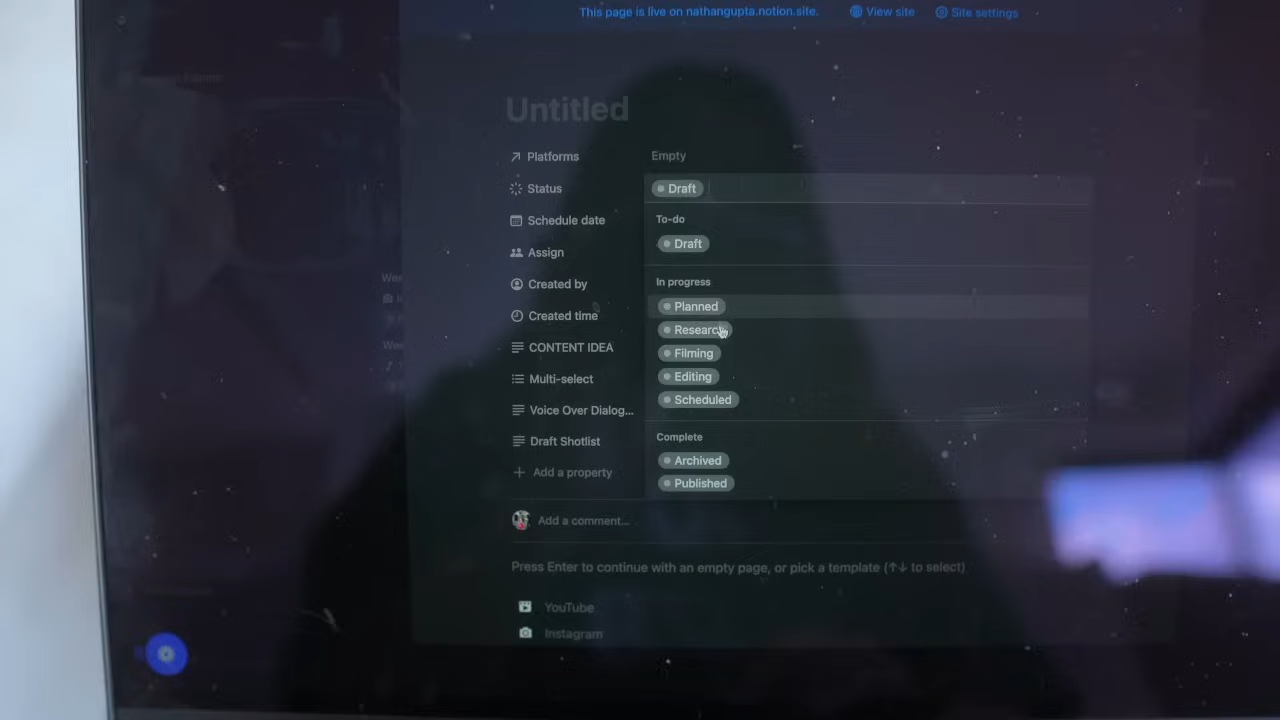 This page is live on nathangupta.notion.site. View site Site settings
Untitled
Platforms Empty
Status Draft
Schedule date To-do
Draft
Assign
Created by In progress
Planned
Created time
Research
CONTENT IDEA Filming
Multi-select Editing
Scheduled
Voice Over Dialog...
Draft Shotlist Complete
Archived
Add a property
Published
Add a comment...
Press Enter to continue with an empty page, or pick a template (↑↓ to select)
YouTube
Instagram